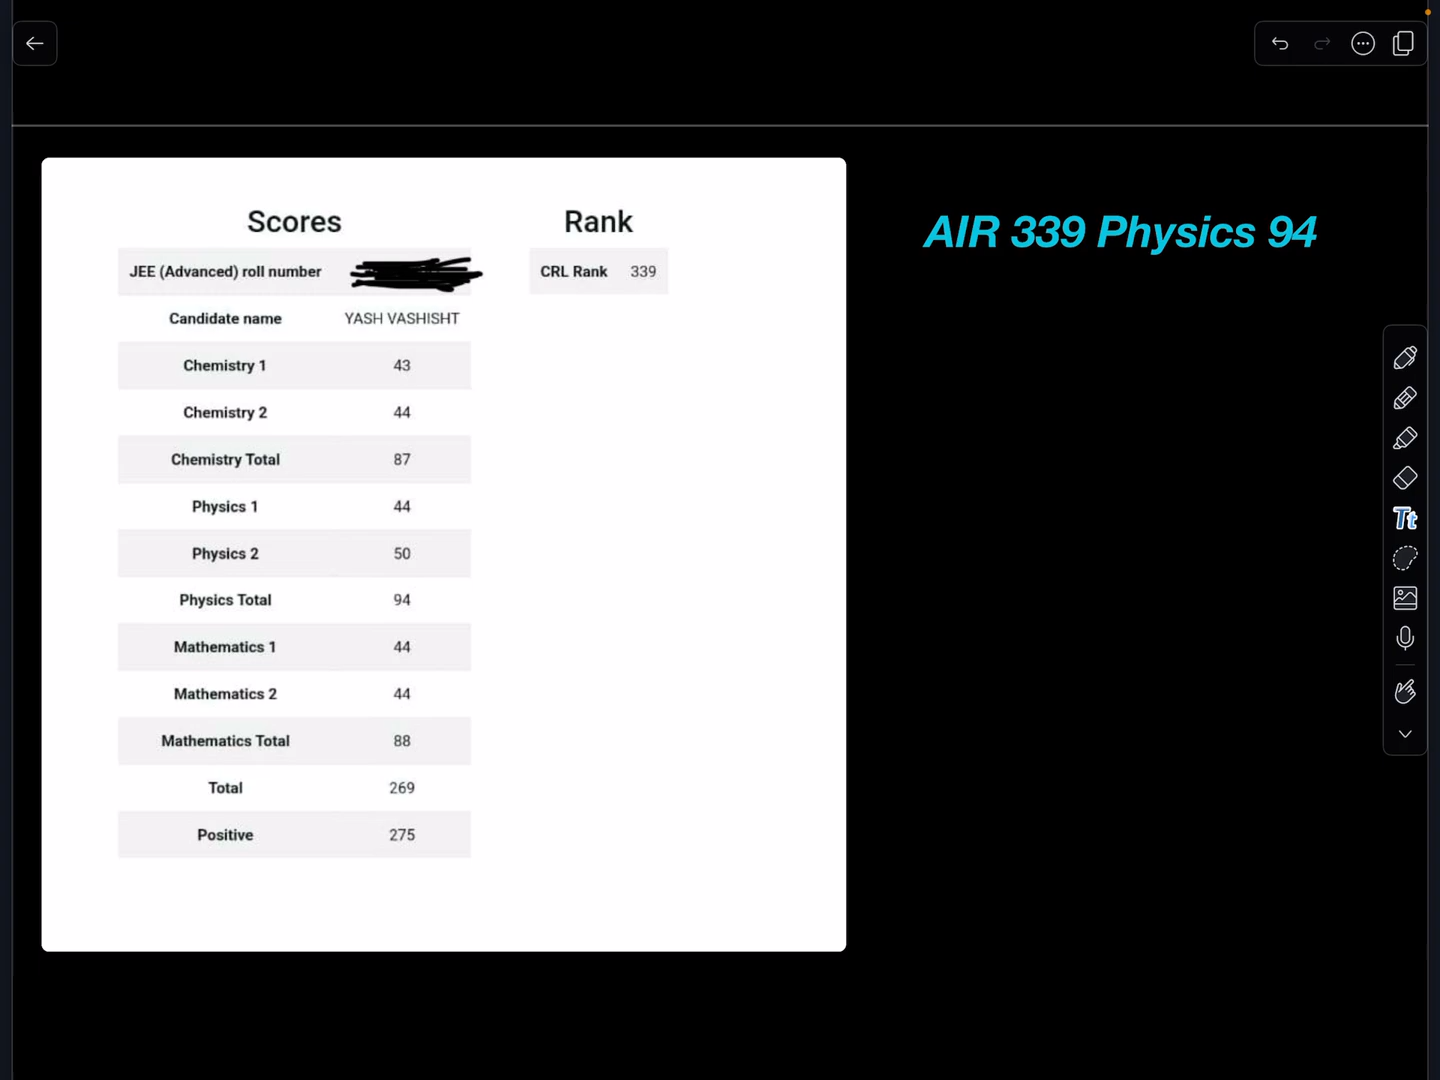 Scores
JEE (Advanced) roll number
Candidate name YASH VASHISHT
Chemistry 1 43
Chemistry 2 44
Chemistry Total 87
Physics 1 44
Physics 2 50
Physics Total 94
Mathematics 1 44
Mathematics 2 44
Mathematics Total 88
Total 269
Positive 275
Rank
CRL Rank 339
AIR 339 Physics 94
Tt